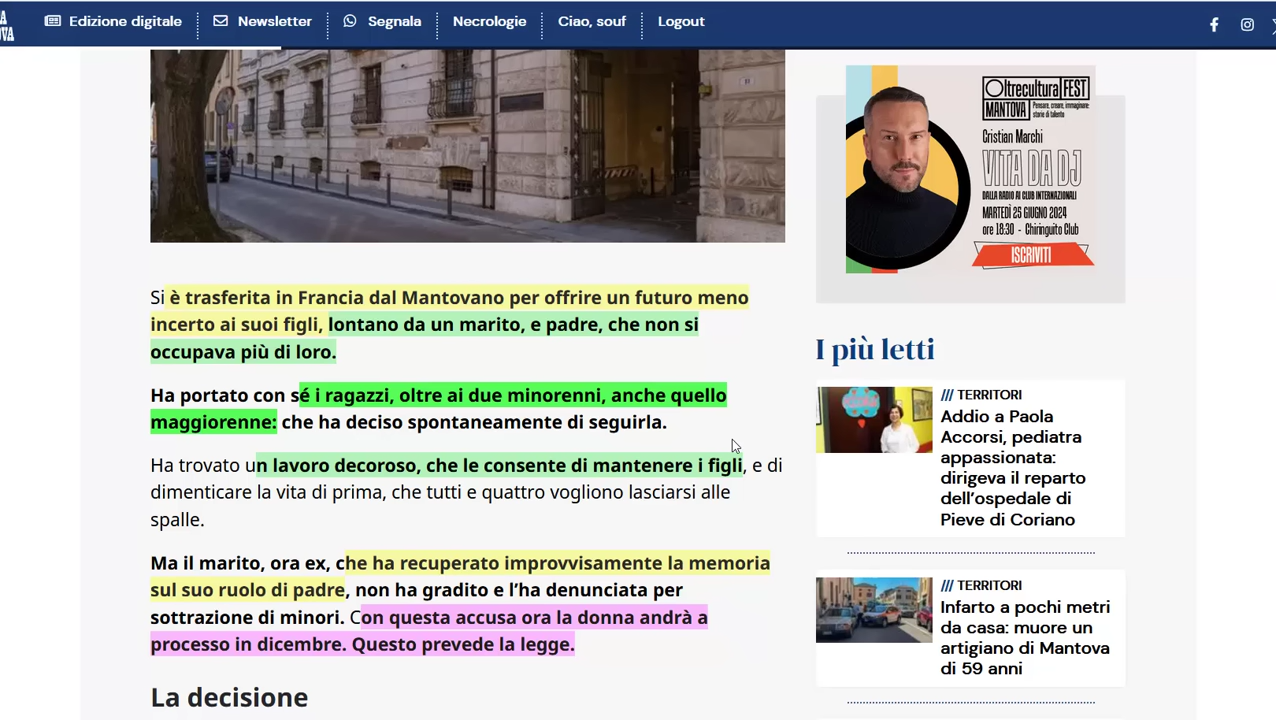 Edizione digitale
Newsletter
Segnala
Necrologie
Ciao, souf
Logout
Si è trasferita in Francia dal Mantovano per offrire un futuro meno
incerto ai suoi figli, lontano da un marito, e padre, che non si
occupava più di loro.
Ha portato con sé i ragazzi, oltre ai due minorenni, anche quello
maggiorenne: che ha deciso spontaneamente di seguirla.
Ha trovato un lavoro decoroso, che le consente di mantenere i figli, e di
dimenticare la vita di prima, che tutti e quattro vogliono lasciarsi alle
spalle.
Ma il marito, ora ex, che ha recuperato improvvisamente la memoria
sul suo ruolo di padre, non ha gradito e l’ha denunciata per
sottrazione di minori. Con questa accusa ora la donna andrà a
processo in dicembre. Questo prevede la legge.
La decisione
Oltrecultura FEST
MANTOVA
Pensare, creare, immaginare:
storie di talento
Cristian Marchi
VITA DA DJ
DALLA RADIO AI CLUB INTERNAZIONALI
MARTEDÌ 25 GIUGNO 2024
ore 18:30 - Chiringuito Club
ISCRIVITI
I più letti
/// TERRITORI
Addio a Paola
Accorsi, pediatra
appassionata:
dirigeva il reparto
dell’ospedale di
Pieve di Coriano
/// TERRITORI
Infarto a pochi metri
da casa: muore un
artigiano di Mantova
di 59 anni